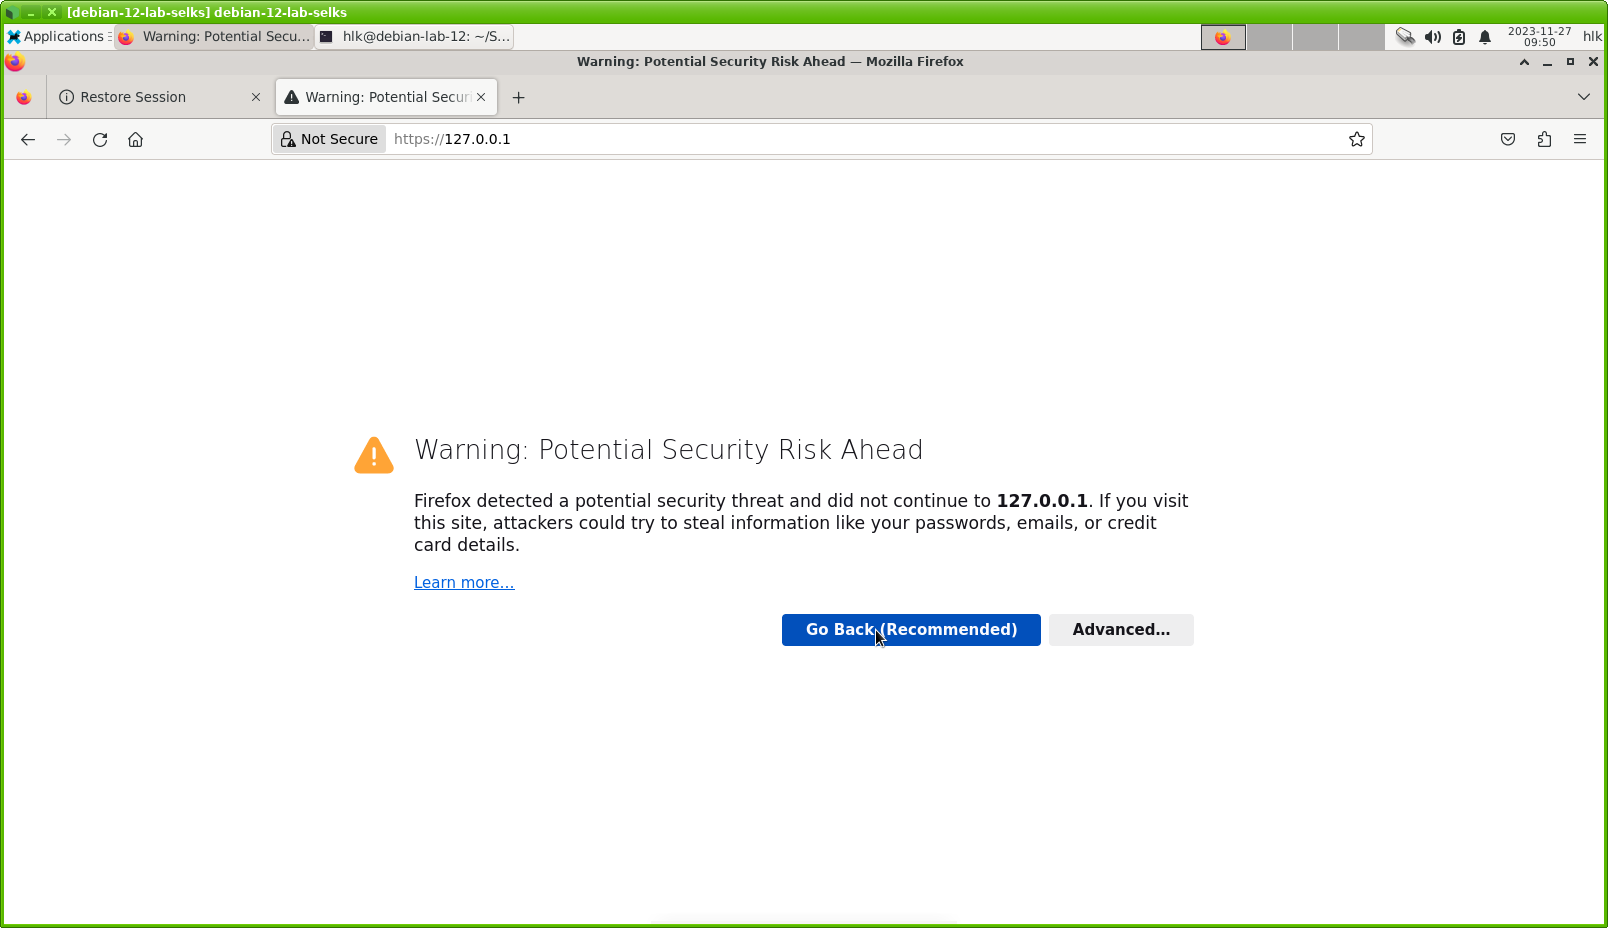 [debian-12-lab-selks] debian-12-lab-selks
Applications
Warning: Potential Secu...
hlk@debian-lab-12: ~/S...
2023-11-27
09:50
hlk
Warning: Potential Security Risk Ahead — Mozilla Firefox
Restore Session
Warning: Potential Secur
Not Secure
https://127.0.0.1
Warning: Potential Security Risk Ahead
Firefox detected a potential security threat and did not continue to 127.0.0.1. If you visit
this site, attackers could try to steal information like your passwords, emails, or credit
card details.
Learn more…
Go Back (Recommended)
Advanced…